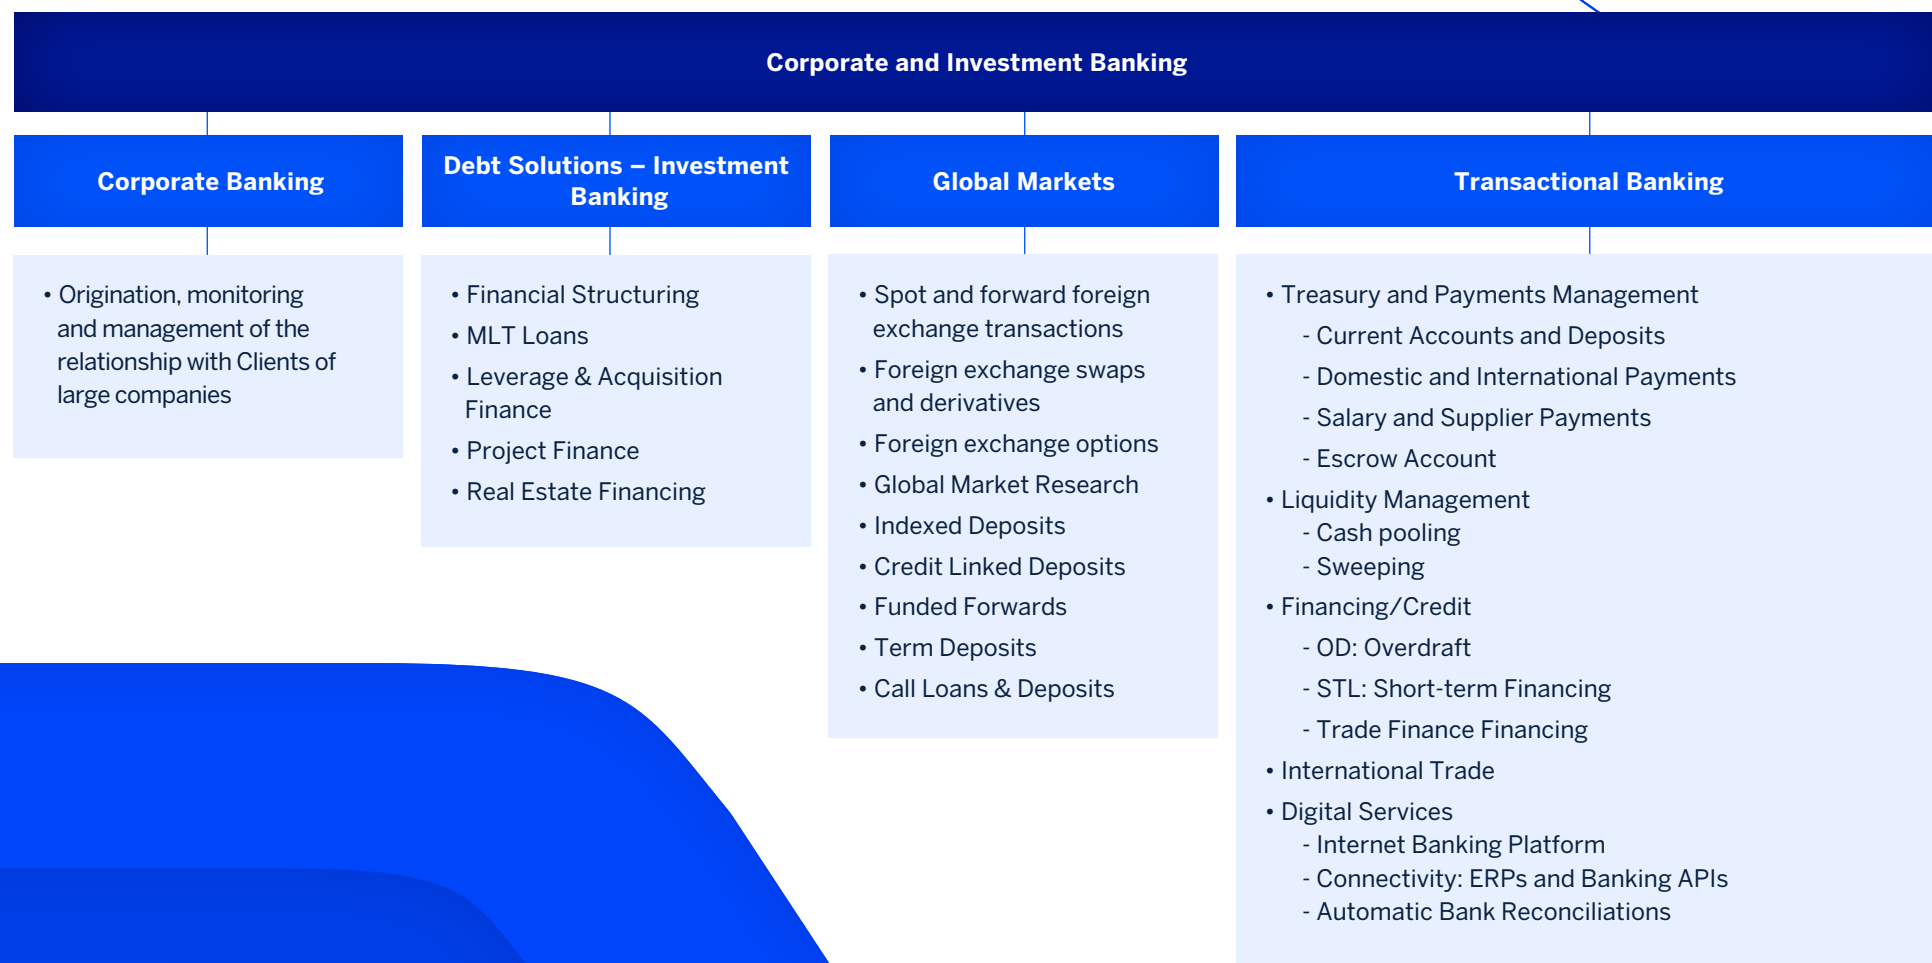 Corporate and Investment Banking
Corporate Banking
• Origination, monitoring
and management of the
relationship with Clients of
large companies
Debt Solutions – Investment
Banking
• Financial Structuring
• MLT Loans
• Leverage & Acquisition
Finance
• Project Finance
• Real Estate Financing
Global Markets
• Spot and forward foreign
exchange transactions
• Foreign exchange swaps
and derivatives
• Foreign exchange options
• Global Market Research
• Indexed Deposits
• Credit Linked Deposits
• Funded Forwards
• Term Deposits
• Call Loans & Deposits
Transactional Banking
• Treasury and Payments Management
- Current Accounts and Deposits
- Domestic and International Payments
- Salary and Supplier Payments
- Escrow Account
• Liquidity Management
- Cash pooling
- Sweeping
• Financing/Credit
- OD: Overdraft
- STL: Short-term Financing
- Trade Finance Financing
• International Trade
• Digital Services
- Internet Banking Platform
- Connectivity: ERPs and Banking APIs
- Automatic Bank Reconciliations